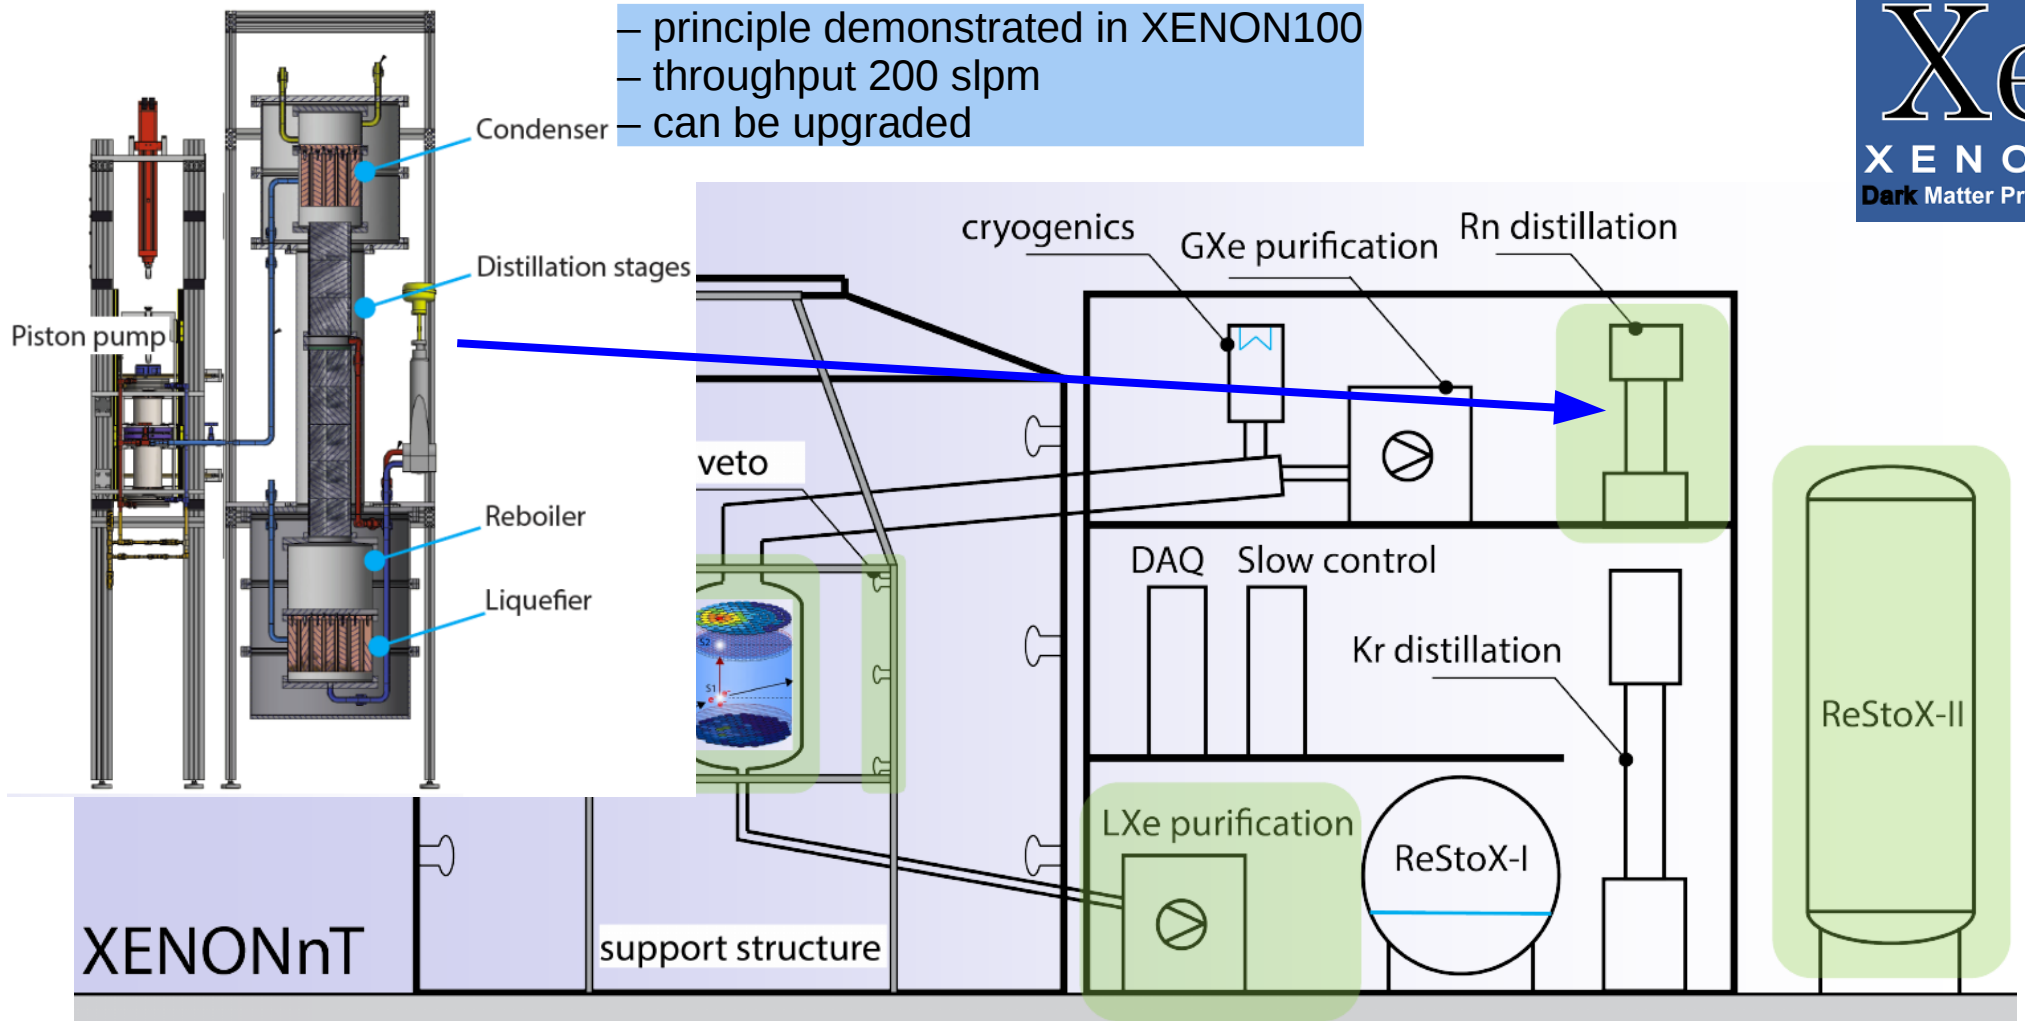 – principle demonstrated in XENON100
– throughput 200 slpm
– can be upgraded
Xe
XENO
Dark Matter Pr
Condenser
Distillation stages
Piston pump
Reboiler
Liquefier
cryogenics
GXe purification
Rn distillation
veto
DAQ
Slow control
S2
S1
Kr distillation
ReStoX-II
LXe purification
ReStoX-I
XENONnT
support structure